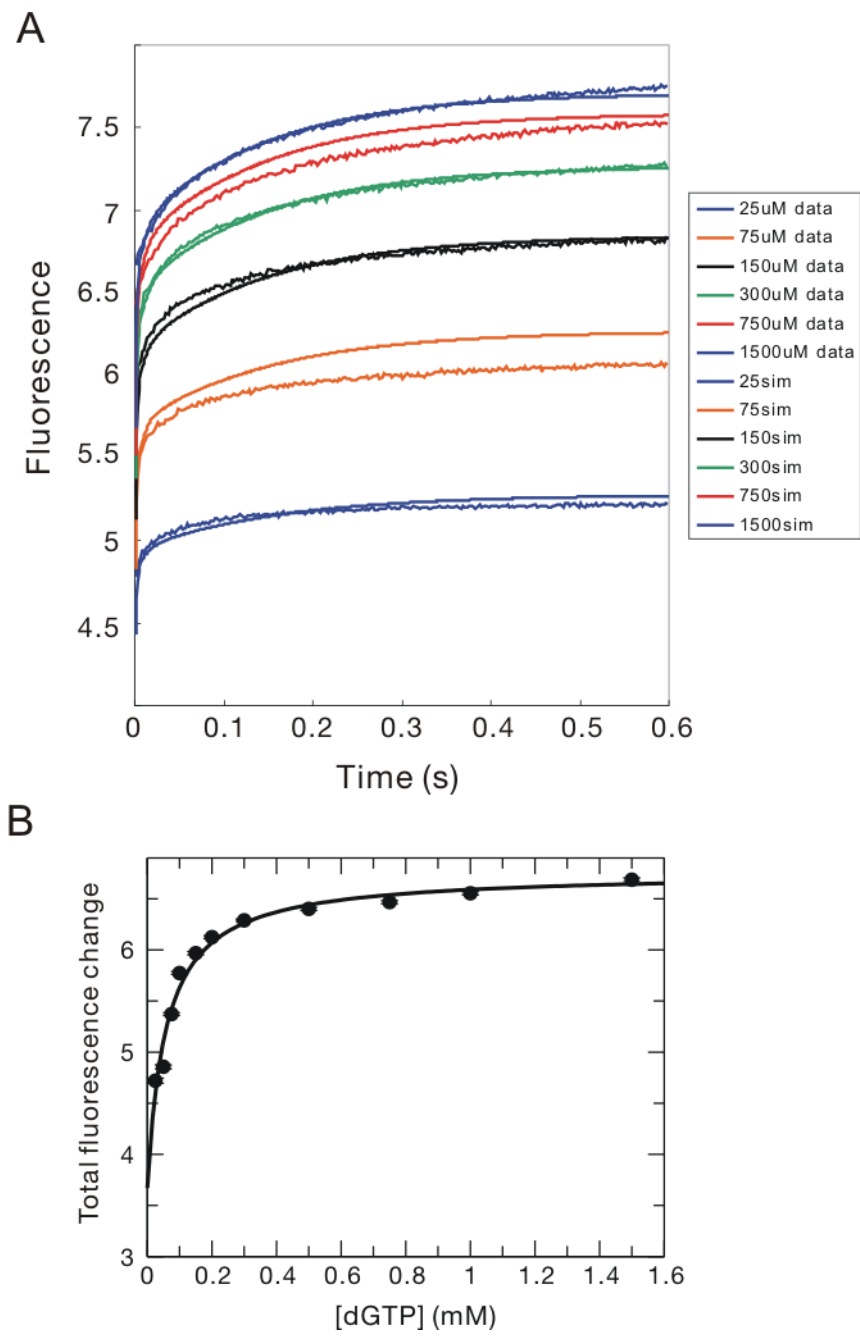 A
Fluorescence
7.5
7
6.5
6
5.5
5
4.5
0
0.1
0.2
0.3
0.4
0.5
0.6
Time (s)
25uM data
75uM data
150uM data
300uM data
750uM data
1500uM data
25sim
75sim
150sim
300sim
750sim
1500sim
B
Total fluorescence change
6
5
4
3
0
0.2
0.4
0.6
0.8
1
1.2
1.4
1.6
[dGTP] (mM)